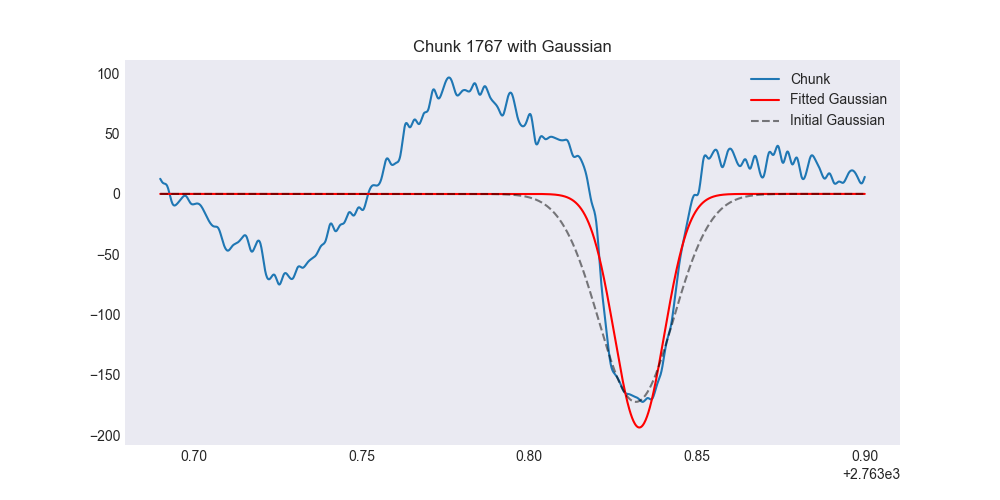 Chunk 1767 with Gaussian
Chunk
Fitted Gaussian
Initial Gaussian
100
50
0
−50
−100
−150
−200
0.70 0.75 0.80 0.85 0.90
+2.763e3